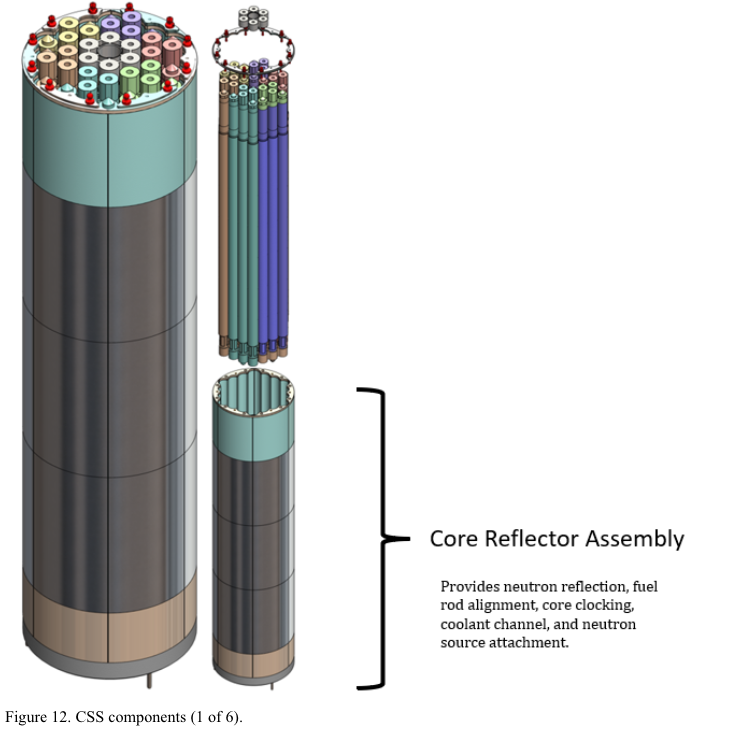 Core Reflector Assembly
Provides neutron reflection, fuel
rod alignment, core clocking,
coolant channel, and neutron
source attachment.
Figure 12. CSS components (1 of 6).